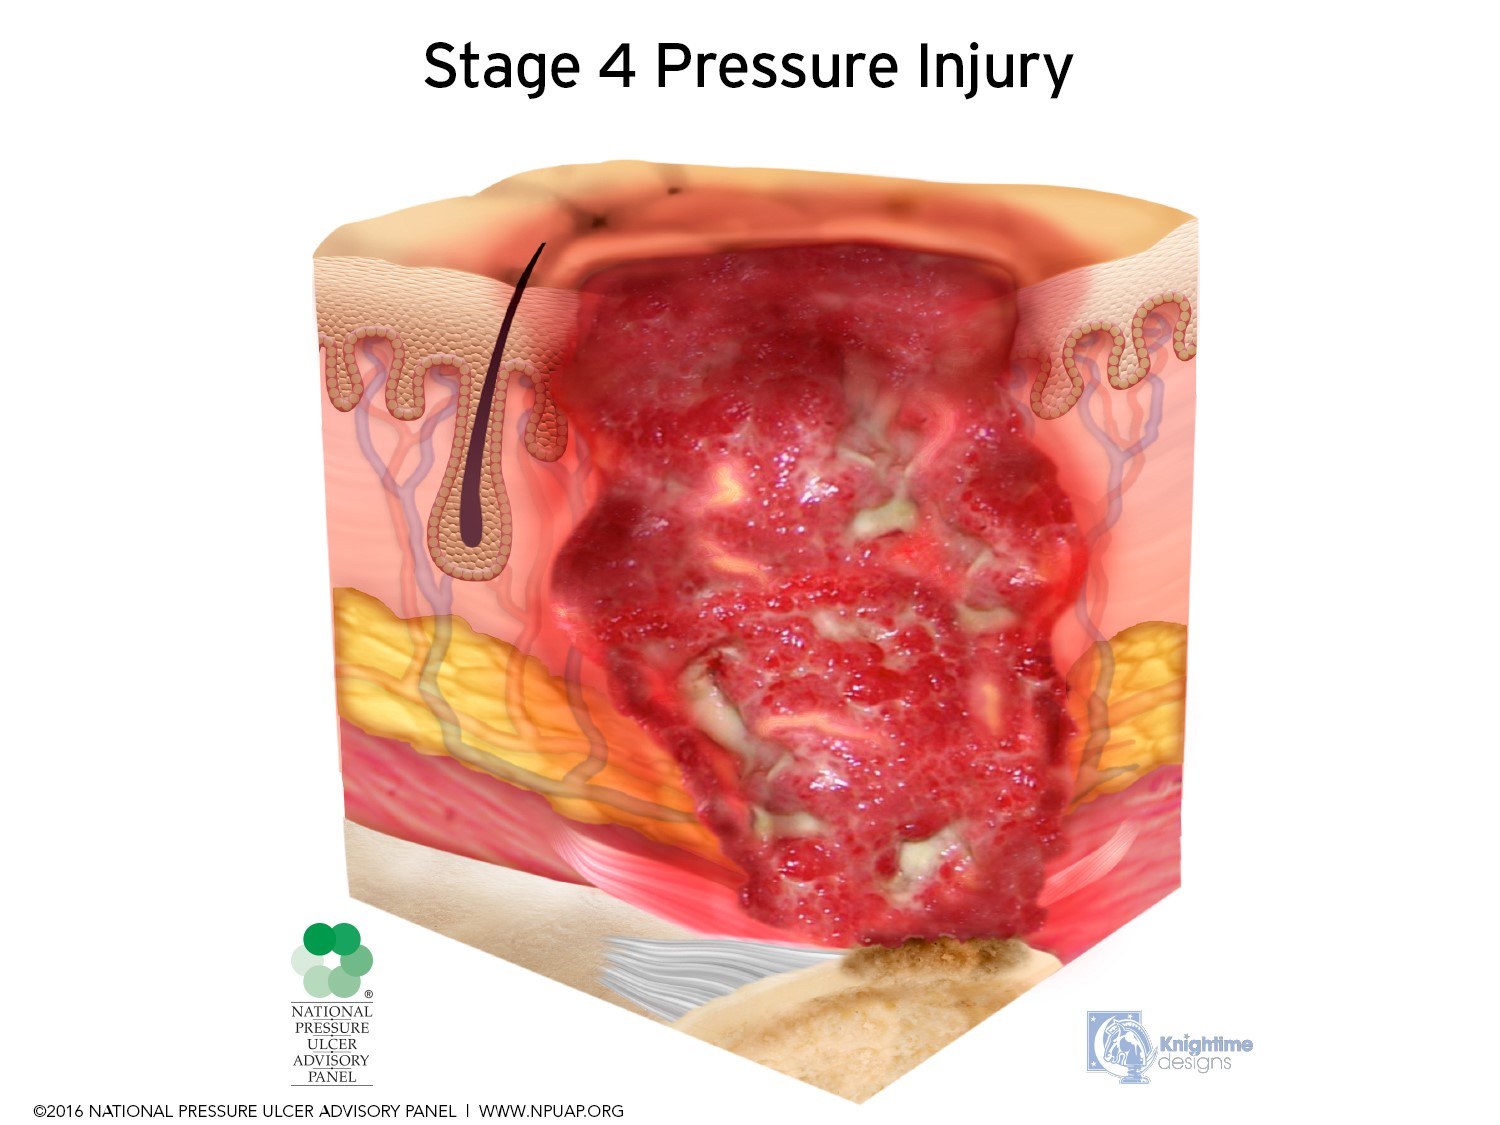 Stage 4 Pressure Injury
®
NATIONAL
PRESSURE
ULCER
ADVISORY
PANEL
Knightime
designs
©2016 NATIONAL PRESSURE ULCER ADVISORY PANEL | WWW.NPUAP.ORG